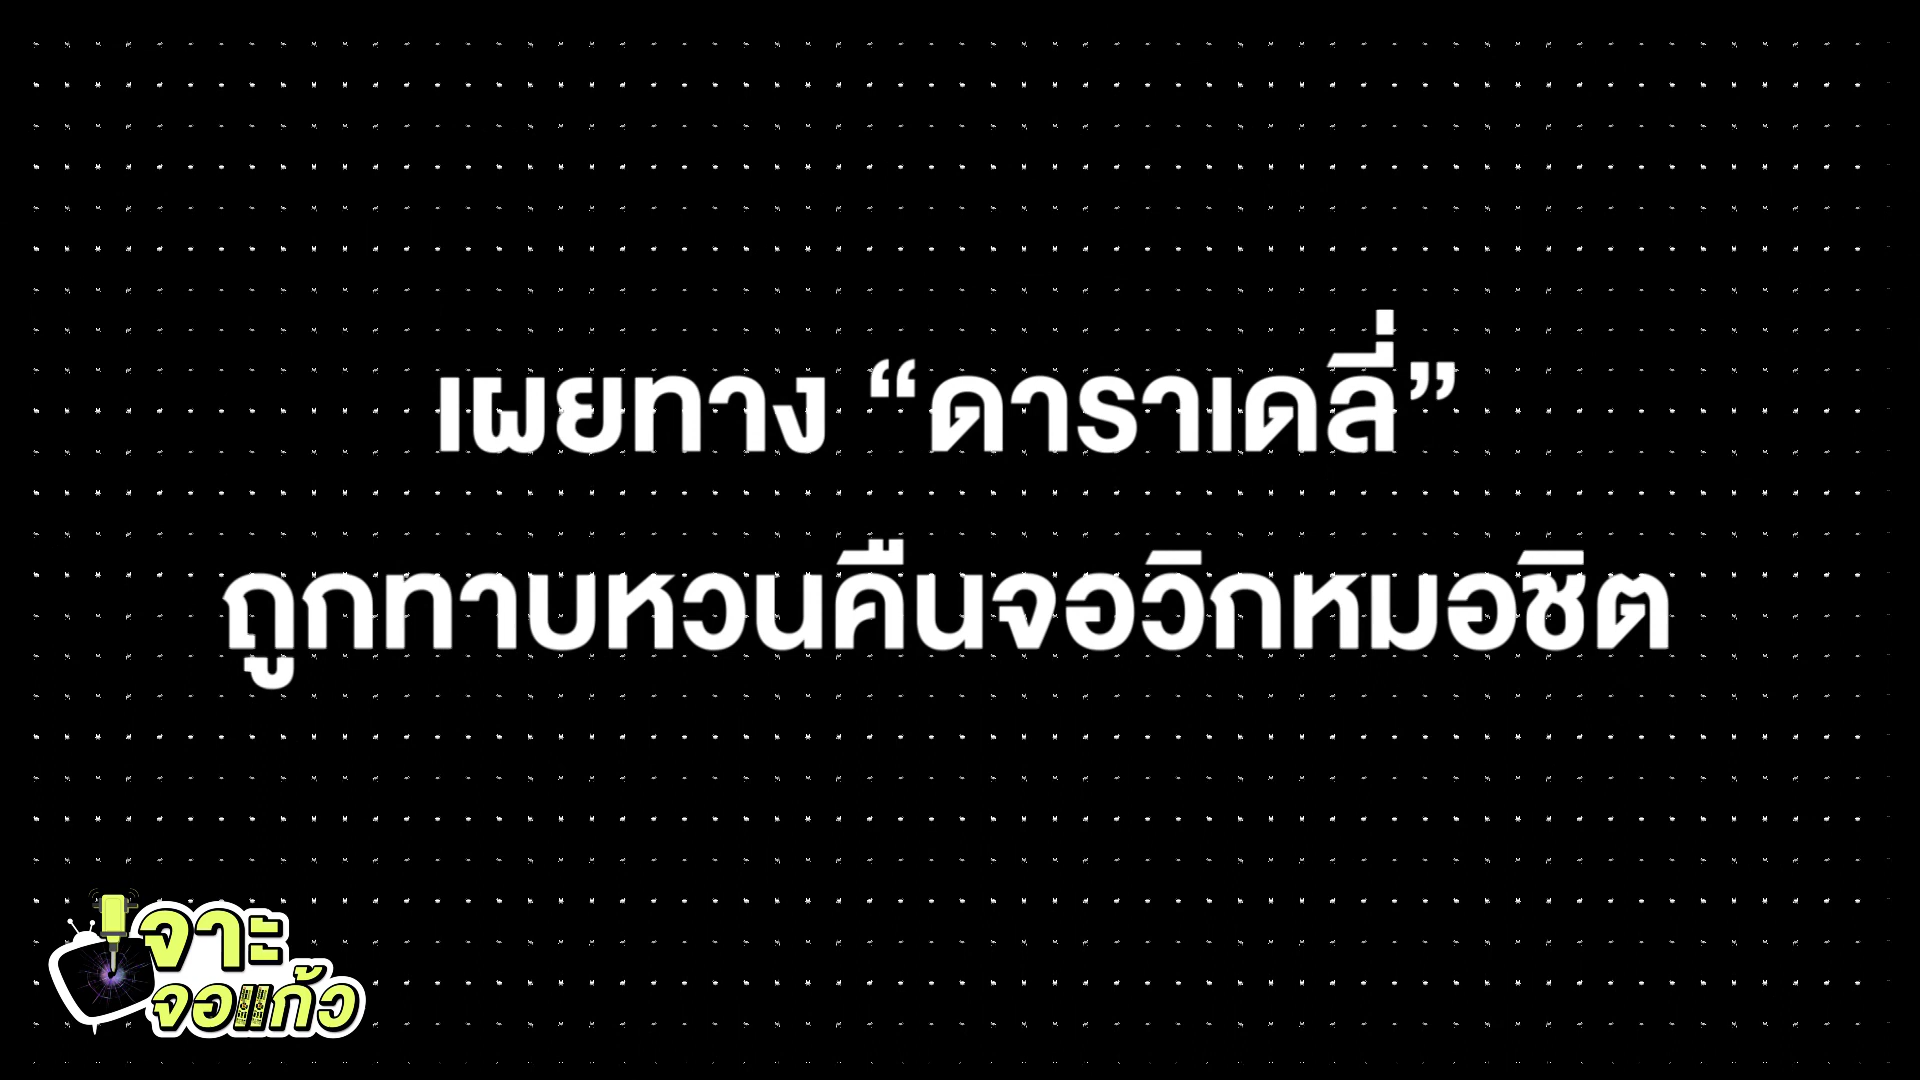 เผยทาง “ดาราเดลี่”
ถูกทาบหวนคืนจอวิกหมอชิต
เจาะ
จอแก้ว